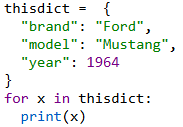 thisdict =  {
  "brand": "Ford",
  "model": "Mustang",
  "year": 1964
}
for x in thisdict:
  print(x)